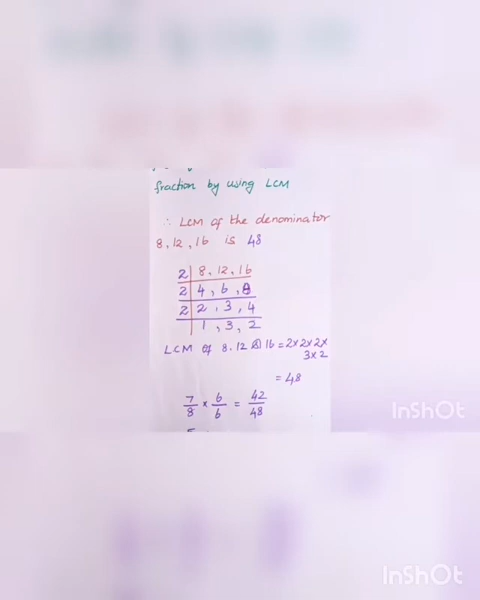 fraction by using LCM
∴ LCM of the denominator
8, 12, 16 is 48
2 | 8, 12, 16
2 | 4, 6, 8
2 | 2, 3, 4
1, 3, 2
LCM of 8, 12 & 16 = 2×2×2×
3×2
= 48
7/8 × 6/6 = 42/48
InShOt
InShOt